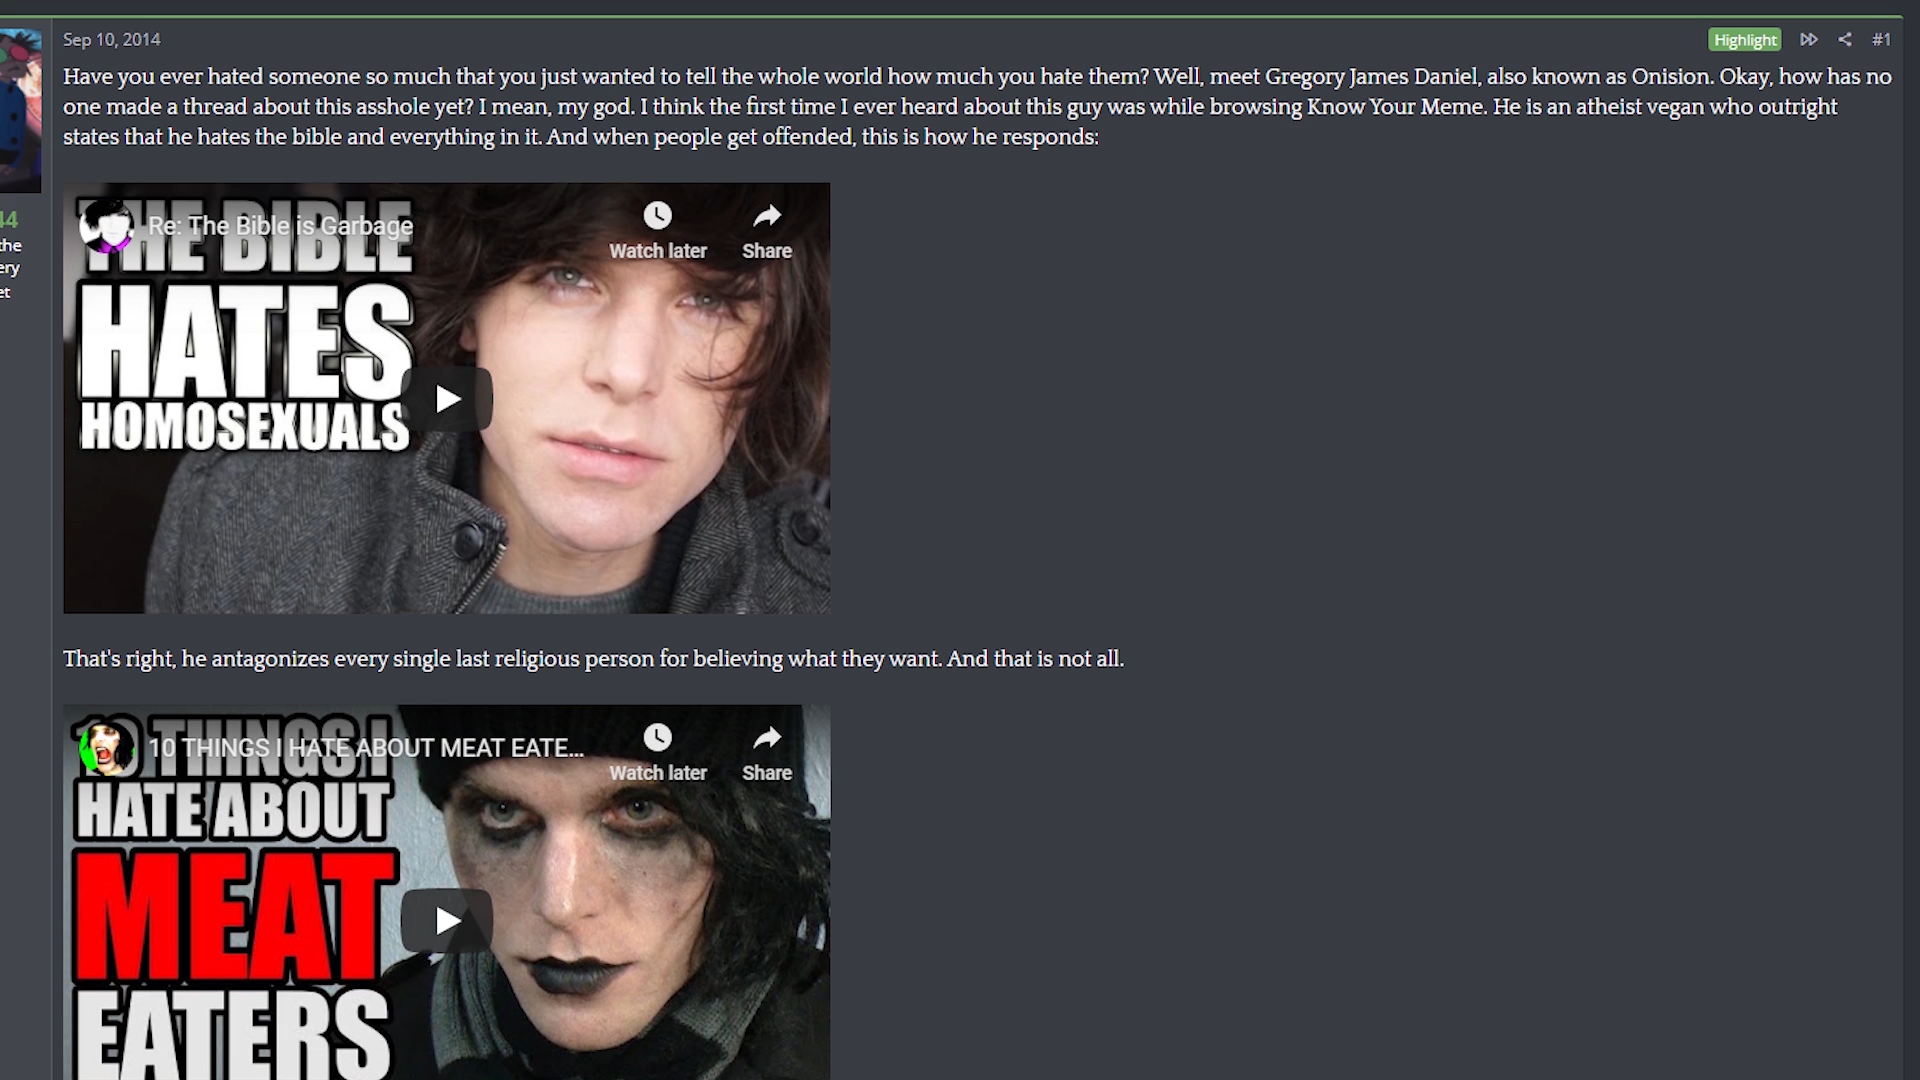 Sep 10, 2014
Highlight
#1
Have you ever hated someone so much that you just wanted to tell the whole world how much you hate them? Well, meet Gregory James Daniel, also known as Onision. Okay, how has no
one made a thread about this asshole yet? I mean, my god. I think the first time I ever heard about this guy was while browsing Know Your Meme. He is an atheist vegan who outright
states that he hates the bible and everything in it. And when people get offended, this is how he responds:
44
the
ery
et
Re: The Bible is Garbage
Watch later
Share
THE BIBLE
HATES
HOMOSEXUALS
That's right, he antagonizes every single last religious person for believing what they want. And that is not all.
10 THINGS I HATE ABOUT MEAT EATE...
Watch later
Share
10 THINGS I
HATE ABOUT
MEAT
EATERS